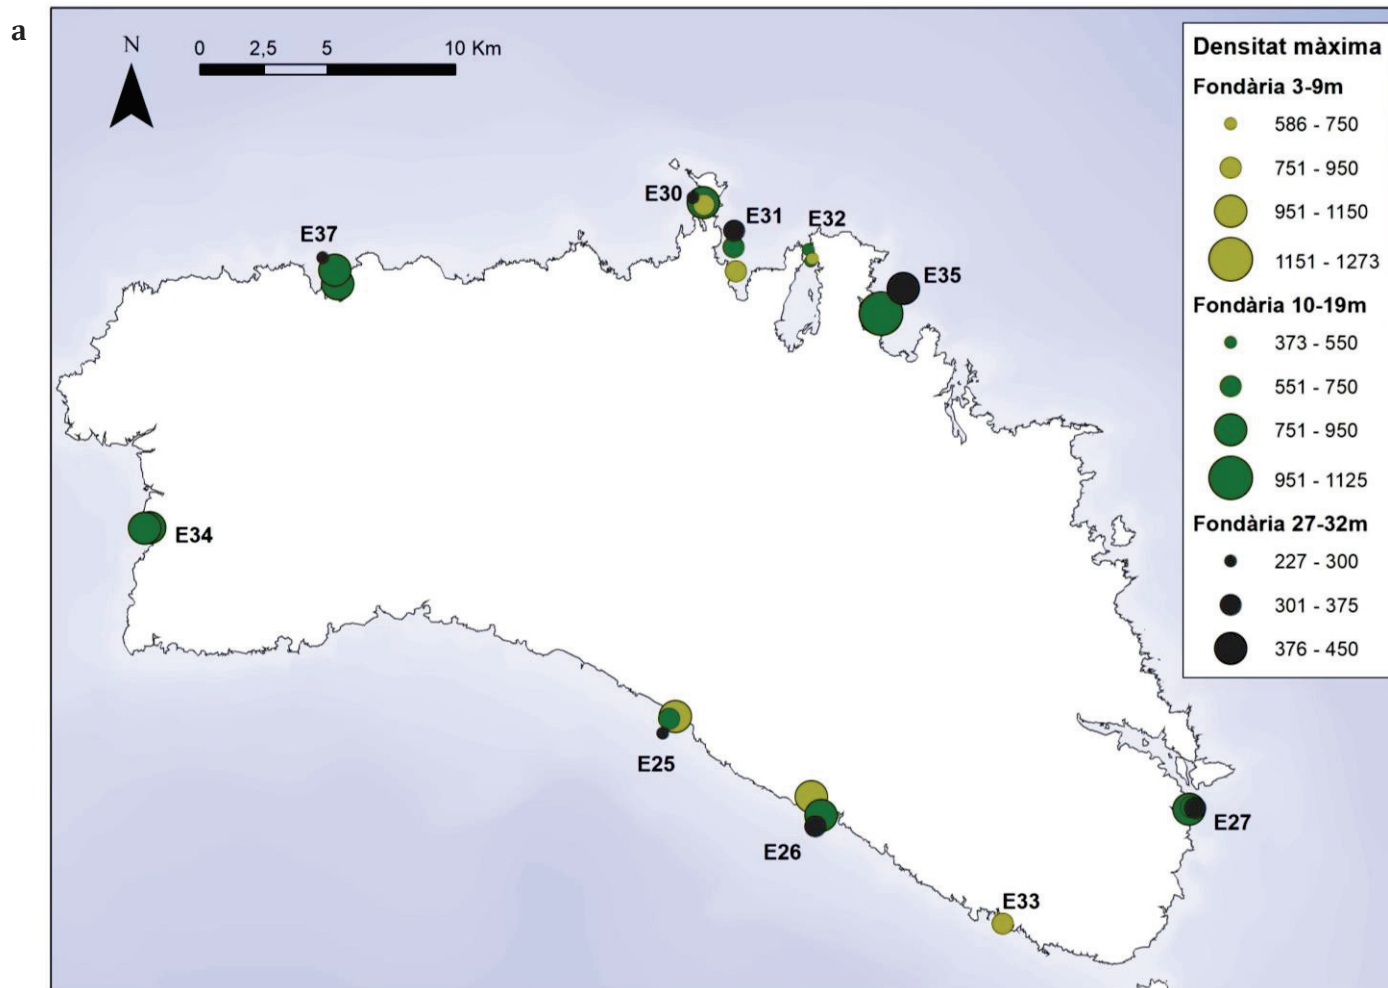 a
N
0 2,5 5 10 Km
E30
E31
E32
E37
E35
E34
E25
E26
E27
E33
Densitat màxima
Fondària 3-9m
586 - 750
751 - 950
951 - 1150
1151 - 1273
Fondària 10-19m
373 - 550
551 - 750
751 - 950
951 - 1125
Fondària 27-32m
227 - 300
301 - 375
376 - 450